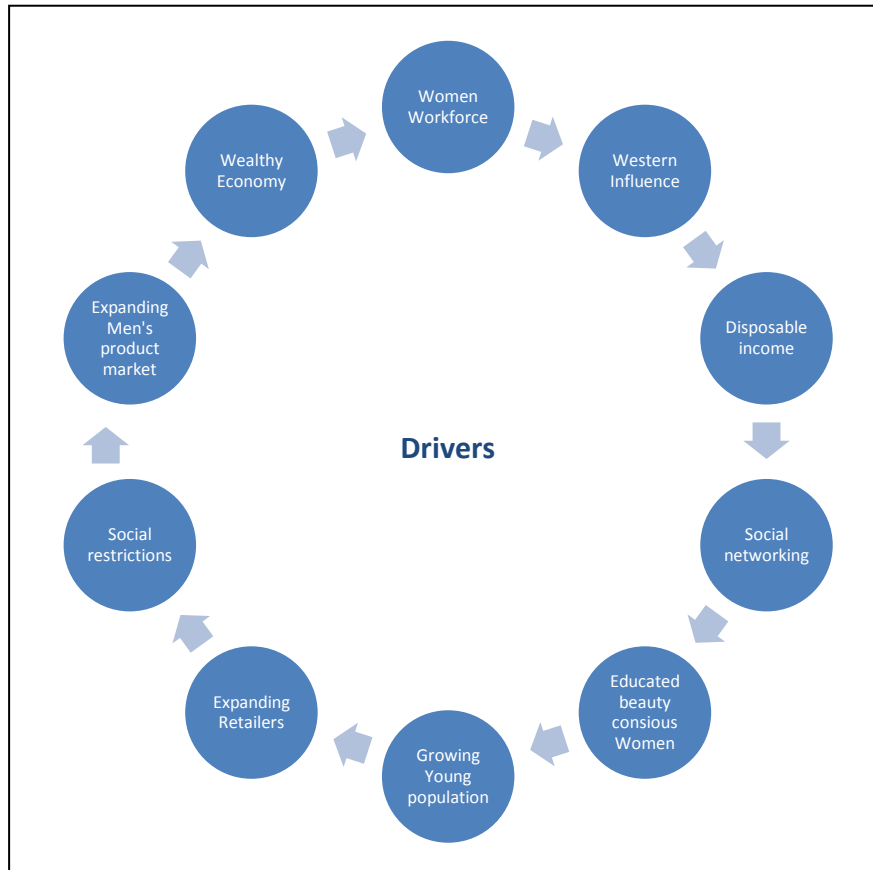 Women
Workforce
Western
Influence
Disposable
income
Social
networking
Educated
beauty
consious
Women
Growing
Young
population
Expanding
Retailers
Social
restrictions
Expanding
Men's
product
market
Wealthy
Economy
Drivers